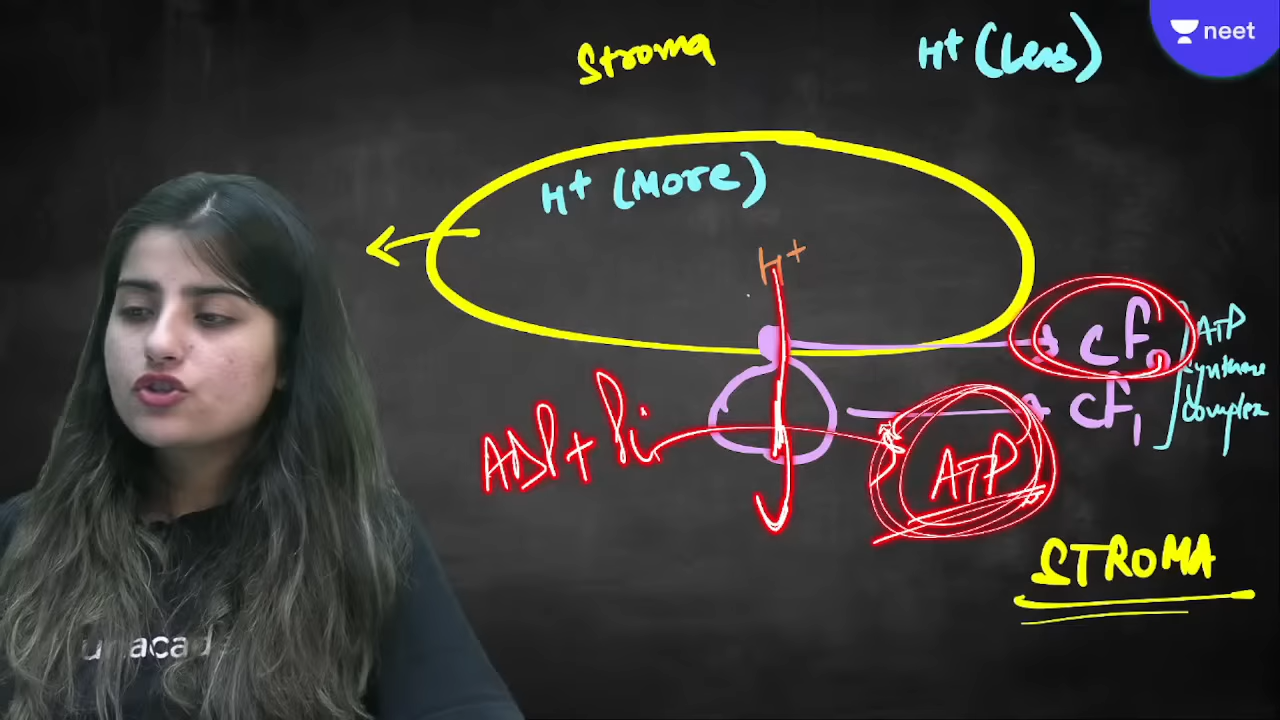 Stroma
H⁺ (Less)
neet
H⁺ (More)
H⁺
CF₀
CF₁
ATP
Synthase
Complex
ADP + Pi
ATP
STROMA
unacad